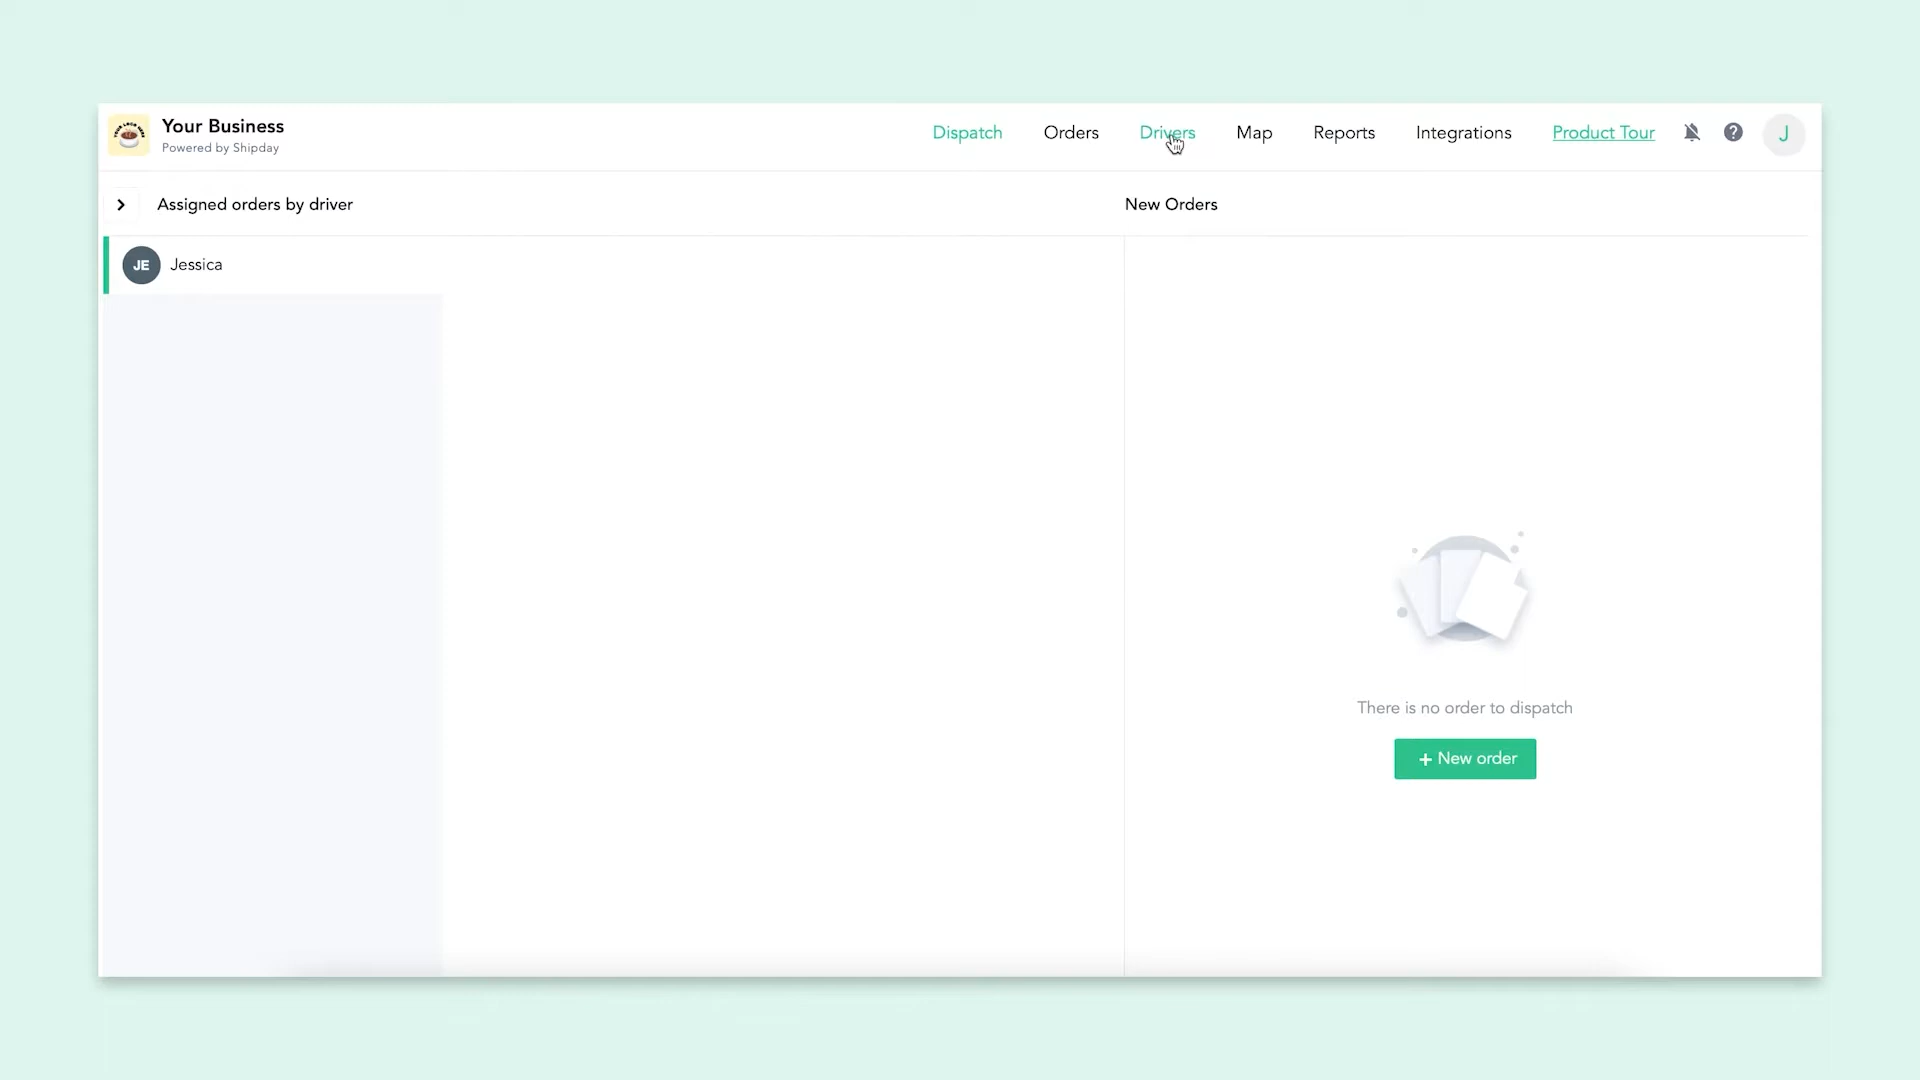 Your Business
Powered by Shipday
Dispatch
Orders
Drivers
Map
Reports
Integrations
Product Tour
?
J
Assigned orders by driver
New Orders
JE
Jessica
There is no order to dispatch
+ New order